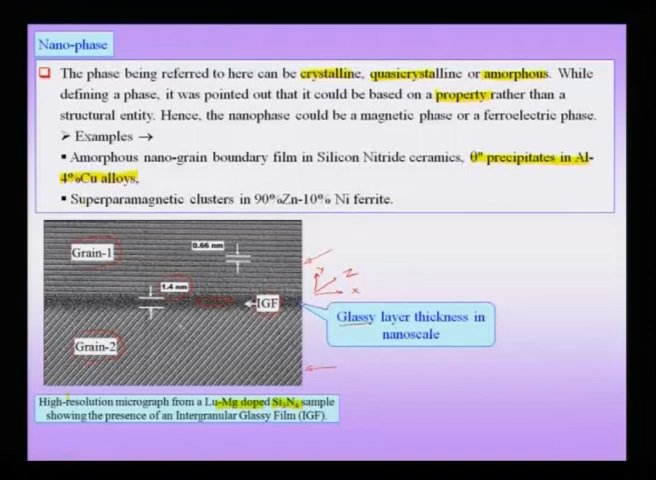 Nano-phase
The phase being referred to here can be crystalline, quasicrystalline or amorphous. While
defining a phase, it was pointed out that it could be based on a property rather than a
structural entity. Hence, the nanophase could be a magnetic phase or a ferroelectric phase.
➢ Examples →
▪ Amorphous nano-grain boundary film in Silicon Nitride ceramics, θ" precipitates in Al-
4%Cu alloys,
▪ Superparamagnetic clusters in 90%Zn-10% Ni ferrite.
Grain-1
0.66 nm
1.4 nm
IGF
Grain-2
y
z
x
Glassy layer thickness in
nanoscale
High-resolution micrograph from a Lu-Mg doped Si₃N₄ sample
showing the presence of an Intergranular Glassy Film (IGF).